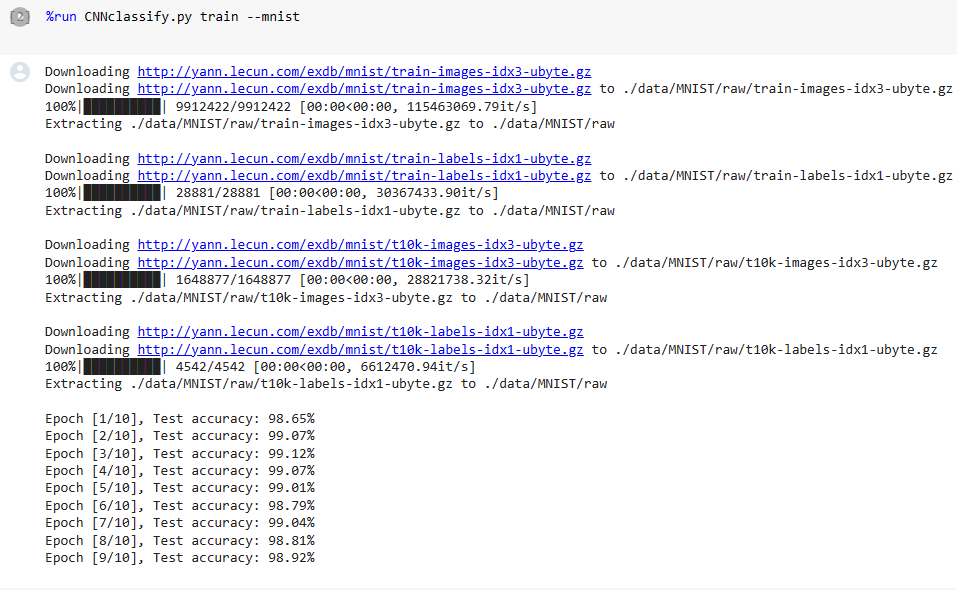 2
%run CNNclassify.py train --mnist
Downloading http://yann.lecun.com/exdb/mnist/train-images-idx3-ubyte.gz
Downloading http://yann.lecun.com/exdb/mnist/train-images-idx3-ubyte.gz to ./data/MNIST/raw/train-images-idx3-ubyte.gz
100%|██████████| 9912422/9912422 [00:00<00:00, 115463069.79it/s]
Extracting ./data/MNIST/raw/train-images-idx3-ubyte.gz to ./data/MNIST/raw
Downloading http://yann.lecun.com/exdb/mnist/train-labels-idx1-ubyte.gz
Downloading http://yann.lecun.com/exdb/mnist/train-labels-idx1-ubyte.gz to ./data/MNIST/raw/train-labels-idx1-ubyte.gz
100%|██████████| 28881/28881 [00:00<00:00, 30367433.90it/s]
Extracting ./data/MNIST/raw/train-labels-idx1-ubyte.gz to ./data/MNIST/raw
Downloading http://yann.lecun.com/exdb/mnist/t10k-images-idx3-ubyte.gz
Downloading http://yann.lecun.com/exdb/mnist/t10k-images-idx3-ubyte.gz to ./data/MNIST/raw/t10k-images-idx3-ubyte.gz
100%|██████████| 1648877/1648877 [00:00<00:00, 28821738.32it/s]
Extracting ./data/MNIST/raw/t10k-images-idx3-ubyte.gz to ./data/MNIST/raw
Downloading http://yann.lecun.com/exdb/mnist/t10k-labels-idx1-ubyte.gz
Downloading http://yann.lecun.com/exdb/mnist/t10k-labels-idx1-ubyte.gz to ./data/MNIST/raw/t10k-labels-idx1-ubyte.gz
100%|██████████| 4542/4542 [00:00<00:00, 6612470.94it/s]
Extracting ./data/MNIST/raw/t10k-labels-idx1-ubyte.gz to ./data/MNIST/raw
Epoch [1/10], Test accuracy: 98.65%
Epoch [2/10], Test accuracy: 99.07%
Epoch [3/10], Test accuracy: 99.12%
Epoch [4/10], Test accuracy: 99.07%
Epoch [5/10], Test accuracy: 99.01%
Epoch [6/10], Test accuracy: 98.79%
Epoch [7/10], Test accuracy: 99.04%
Epoch [8/10], Test accuracy: 98.81%
Epoch [9/10], Test accuracy: 98.92%